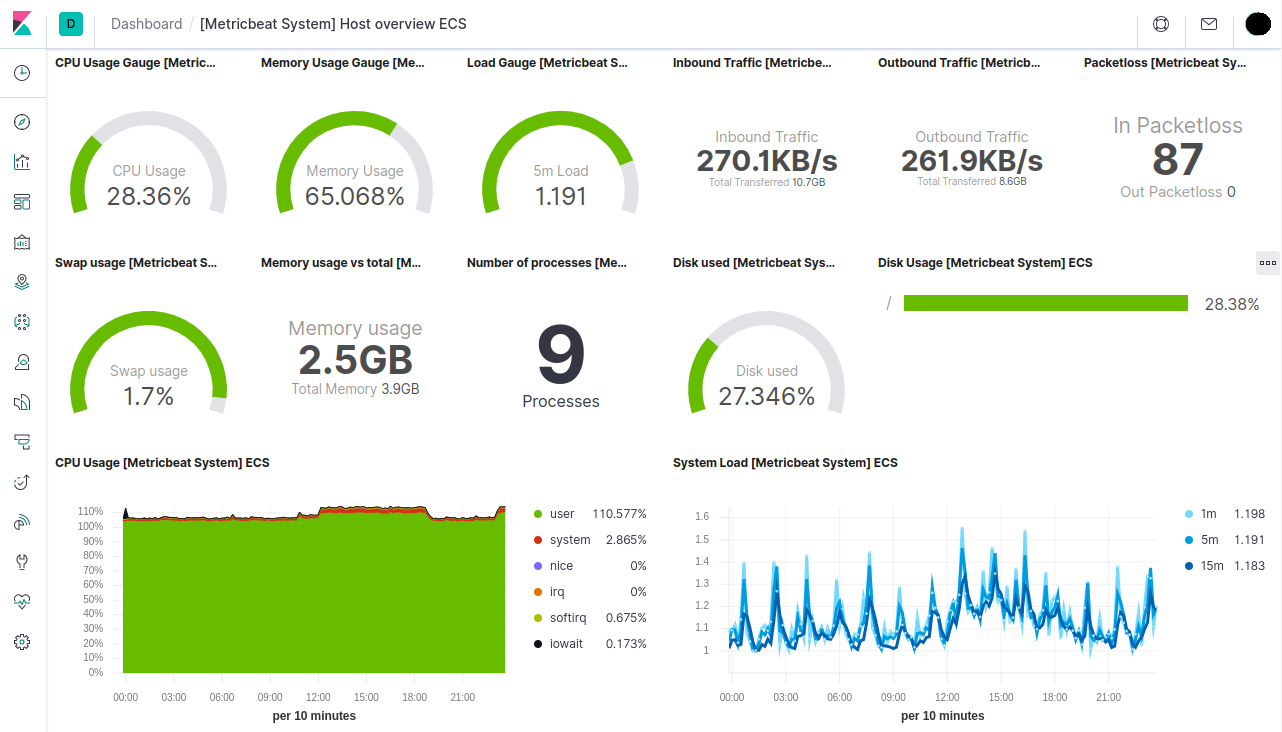 D Dashboard / [Metricbeat System] Host overview ECS
CPU Usage Gauge [Metric...
Memory Usage Gauge [Me...
Load Gauge [Metricbeat S...
Inbound Traffic [Metricbe...
Outbound Traffic [Metricb...
Packetloss [Metricbeat Sy...
CPU Usage
28.36%
Memory Usage
65.068%
5m Load
1.191
Inbound Traffic
270.1KB/s
Total Transferred 10.7GB
Outbound Traffic
261.9KB/s
Total Transferred 8.6GB
In Packetloss
87
Out Packetloss 0
Swap usage [Metricbeat S...
Memory usage vs total [M...
Number of processes [Me...
Disk used [Metricbeat Sys...
Disk Usage [Metricbeat System] ECS
Swap usage
1.7%
Memory usage
2.5GB
Total Memory 3.9GB
9
Processes
Disk used
27.346%
/ 28.38%
CPU Usage [Metricbeat System] ECS
110%
100%
90%
80%
70%
60%
50%
40%
30%
20%
10%
0%
00:00 03:00 06:00 09:00 12:00 15:00 18:00 21:00
per 10 minutes
user 110.577%
system 2.865%
nice 0%
irq 0%
softirq 0.675%
iowait 0.173%
System Load [Metricbeat System] ECS
1.6
1.5
1.4
1.3
1.2
1.1
1
00:00 03:00 06:00 09:00 12:00 15:00 18:00 21:00
per 10 minutes
1m 1.198
5m 1.191
15m 1.183